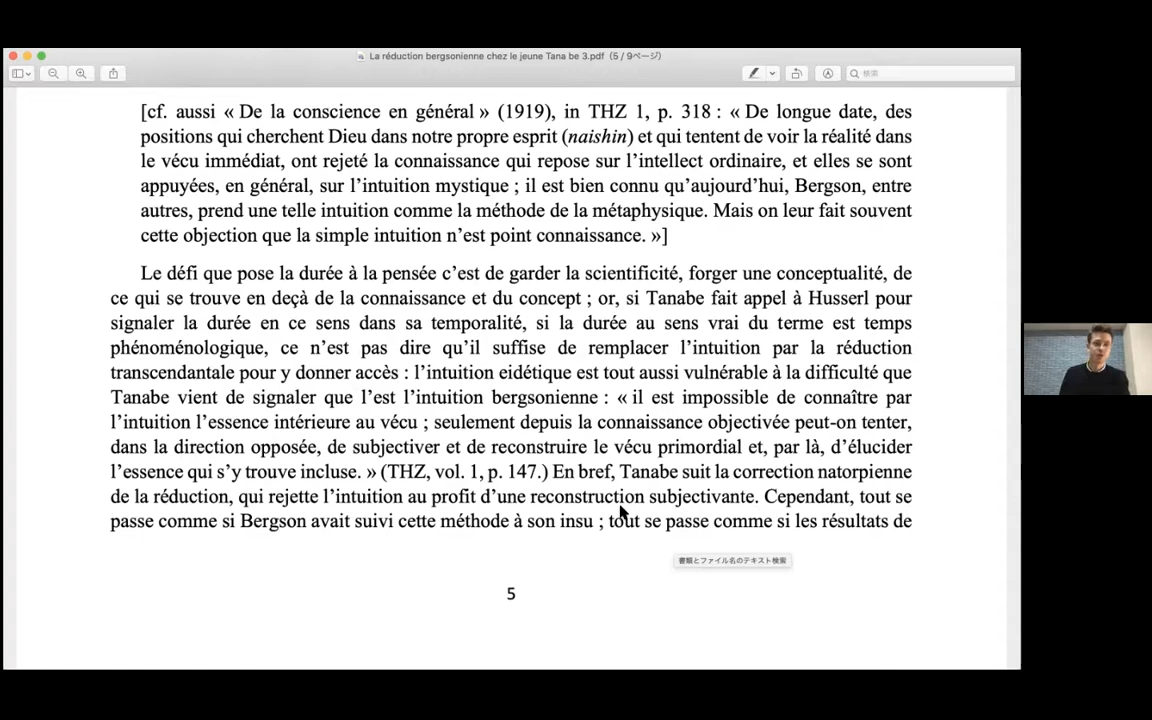 La réduction bergsonienne chez le jeune Tana be 3.pdf（5 / 9ページ）
検索
[cf. aussi « De la conscience en général » (1919), in THZ 1, p. 318 : « De longue date, des
positions qui cherchent Dieu dans notre propre esprit (naishin) et qui tentent de voir la réalité dans
le vécu immédiat, ont rejeté la connaissance qui repose sur l’intellect ordinaire, et elles se sont
appuyées, en général, sur l’intuition mystique ; il est bien connu qu’aujourd’hui, Bergson, entre
autres, prend une telle intuition comme la méthode de la métaphysique. Mais on leur fait souvent
cette objection que la simple intuition n’est point connaissance. »]
Le défi que pose la durée à la pensée c’est de garder la scientificité, forger une conceptualité, de
ce qui se trouve en deçà de la connaissance et du concept ; or, si Tanabe fait appel à Husserl pour
signaler la durée en ce sens dans sa temporalité, si la durée au sens vrai du terme est temps
phénoménologique, ce n’est pas dire qu’il suffise de remplacer l’intuition par la réduction
transcendantale pour y donner accès : l’intuition eidétique est tout aussi vulnérable à la difficulté que
Tanabe vient de signaler que l’est l’intuition bergsonienne : « il est impossible de connaître par
l’intuition l’essence intérieure au vécu ; seulement depuis la connaissance objectivée peut-on tenter,
dans la direction opposée, de subjectiver et de reconstruire le vécu primordial et, par là, d’élucider
l’essence qui s’y trouve incluse. » (THZ, vol. 1, p. 147.) En bref, Tanabe suit la correction natorpienne
de la réduction, qui rejette l’intuition au profit d’une reconstruction subjectivante. Cependant, tout se
passe comme si Bergson avait suivi cette méthode à son insu ; tout se passe comme si les résultats de
書類とファイル名のテキスト検索
5